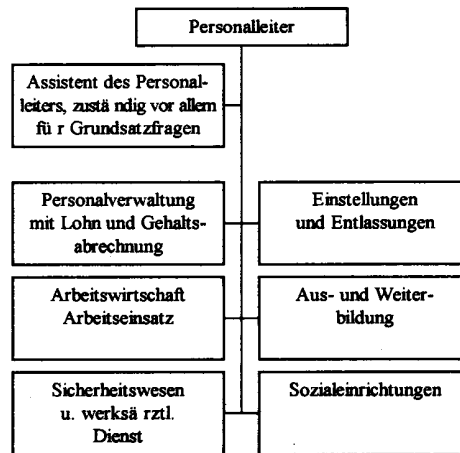 Personalleiter
Assistent des Personal-
leiters, zustä ndig vor allem
fü r Grundsatzfragen
Personalverwaltung
mit Lohn und Gehalts-
abrechnung
Einstellungen
und Entlassungen
Arbeitswirtschaft
Arbeitseinsatz
Aus- und Weiter-
bildung
Sicherheitswesen
u. werksä rztl.
Dienst
Sozialeinrichtungen